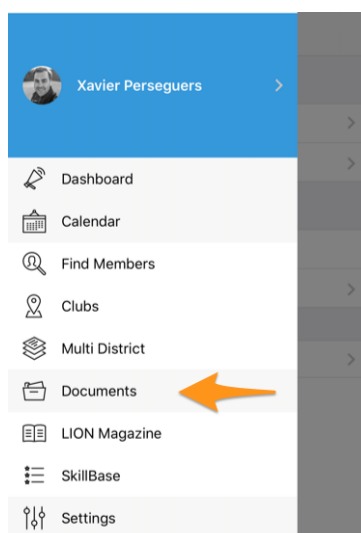 Xavier Perseguers
Dashboard
Calendar
Find Members
Clubs
Multi District
Documents
LION Magazine
SkillBase
Settings